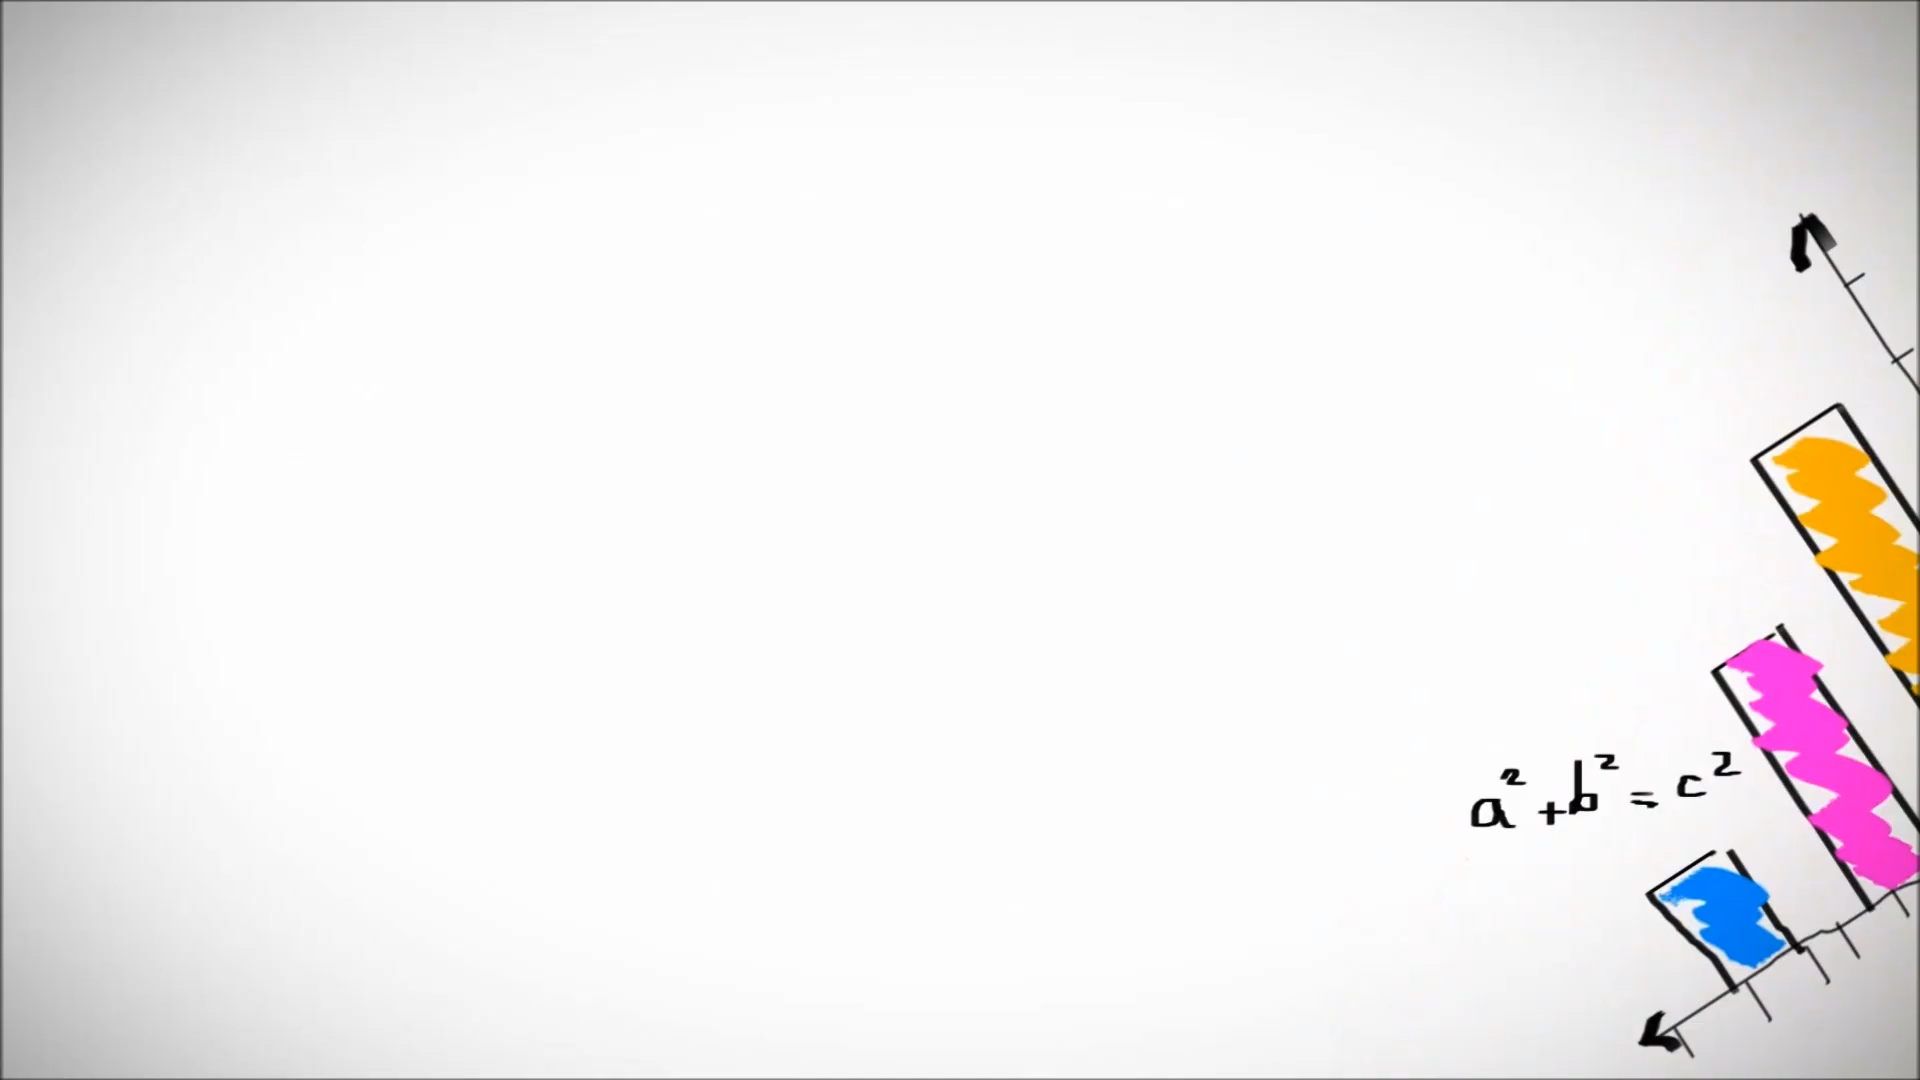 a² + b² = c²